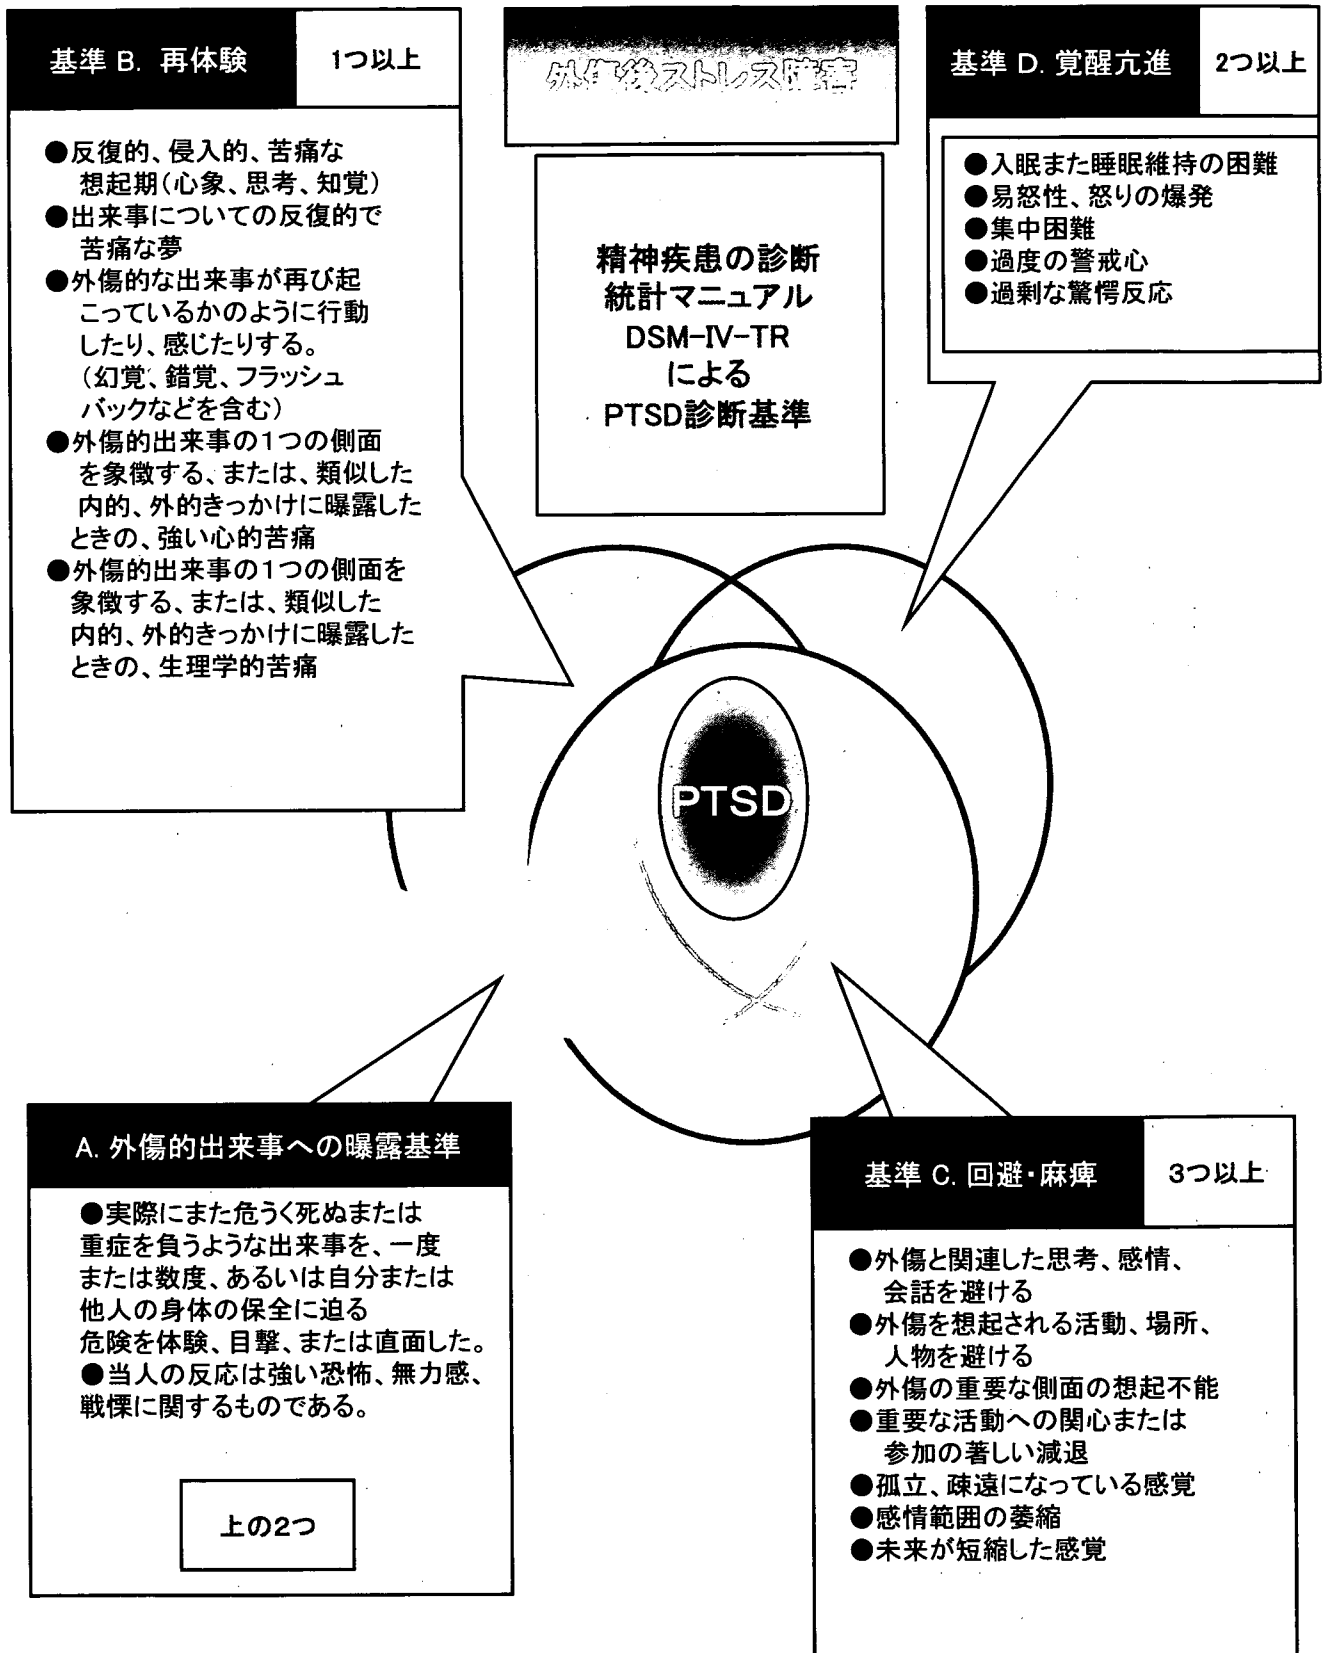 基準 B. 再体験
1つ以上
●反復的、侵入的、苦痛な
想起期(心象、思考、知覚)
●出来事についての反復的で
苦痛な夢
●外傷的な出来事が再び起
こっているかのように行動
したり、感じたりする。
(幻覚、錯覚、フラッシュ
バックなどを含む)
●外傷的出来事の1つの側面
を象徴する、または、類似した
内的、外的きっかけに曝露した
ときの、強い心的苦痛
●外傷的出来事の1つの側面を
象徴する、または、類似した
内的、外的きっかけに曝露した
ときの、生理学的苦痛
外傷後ストレス障害
精神疾患の診断
統計マニュアル
DSM-Ⅳ-TR
による
PTSD診断基準
基準 D. 覚醒亢進
2つ以上
●入眠また睡眠維持の困難
●易怒性、怒りの爆発
●集中困難
●過度の警戒心
●過剰な驚愕反応
PTSD
A. 外傷的出来事への曝露基準
●実際にまた危うく死ぬまたは
重症を負うような出来事を、一度
または数度、あるいは自分または
他人の身体の保全に迫る
危険を体験、目撃、または直面した。
●当人の反応は強い恐怖、無力感、
戦慄に関するものである。
上の2つ
基準 C. 回避・麻痺
3つ以上
●外傷と関連した思考、感情、
会話を避ける
●外傷を想起される活動、場所、
人物を避ける
●外傷の重要な側面の想起不能
●重要な活動への関心または
参加の著しい減退
●孤立、疎遠になっている感覚
●感情範囲の萎縮
●未来が短縮した感覚